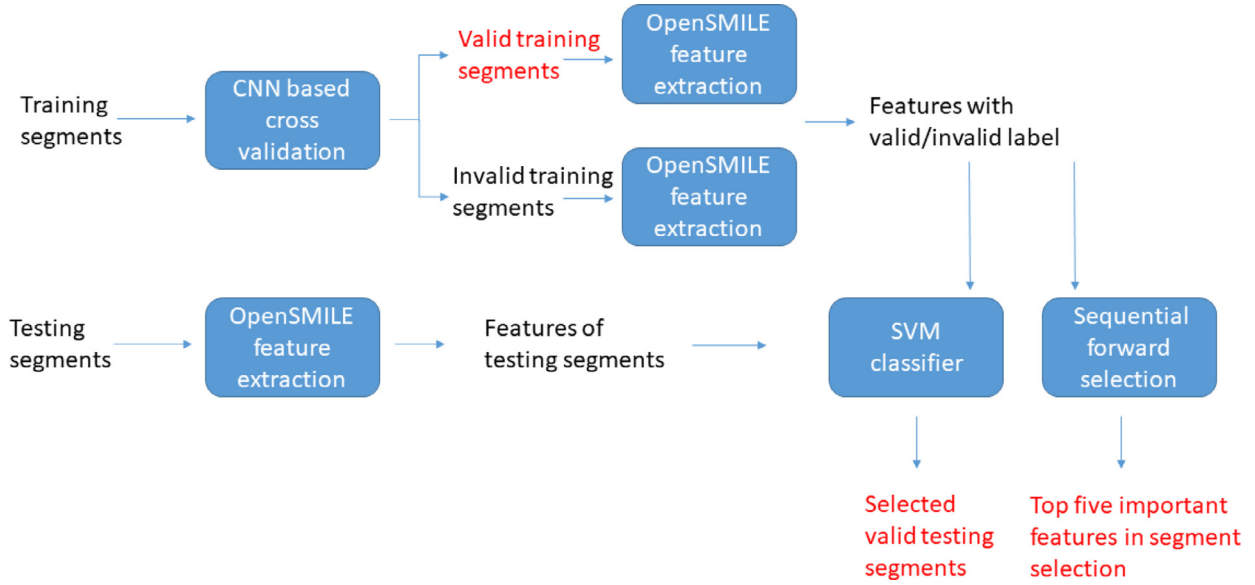 Training
segments
CNN based
cross
validation
Valid training
segments
OpenSMILE
feature
extraction
Invalid training
segments
OpenSMILE
feature
extraction
Features with
valid/invalid label
Testing
segments
OpenSMILE
feature
extraction
Features of
testing segments
SVM
classifier
Sequential
forward
selection
Selected
valid testing
segments
Top five important
features in segment
selection